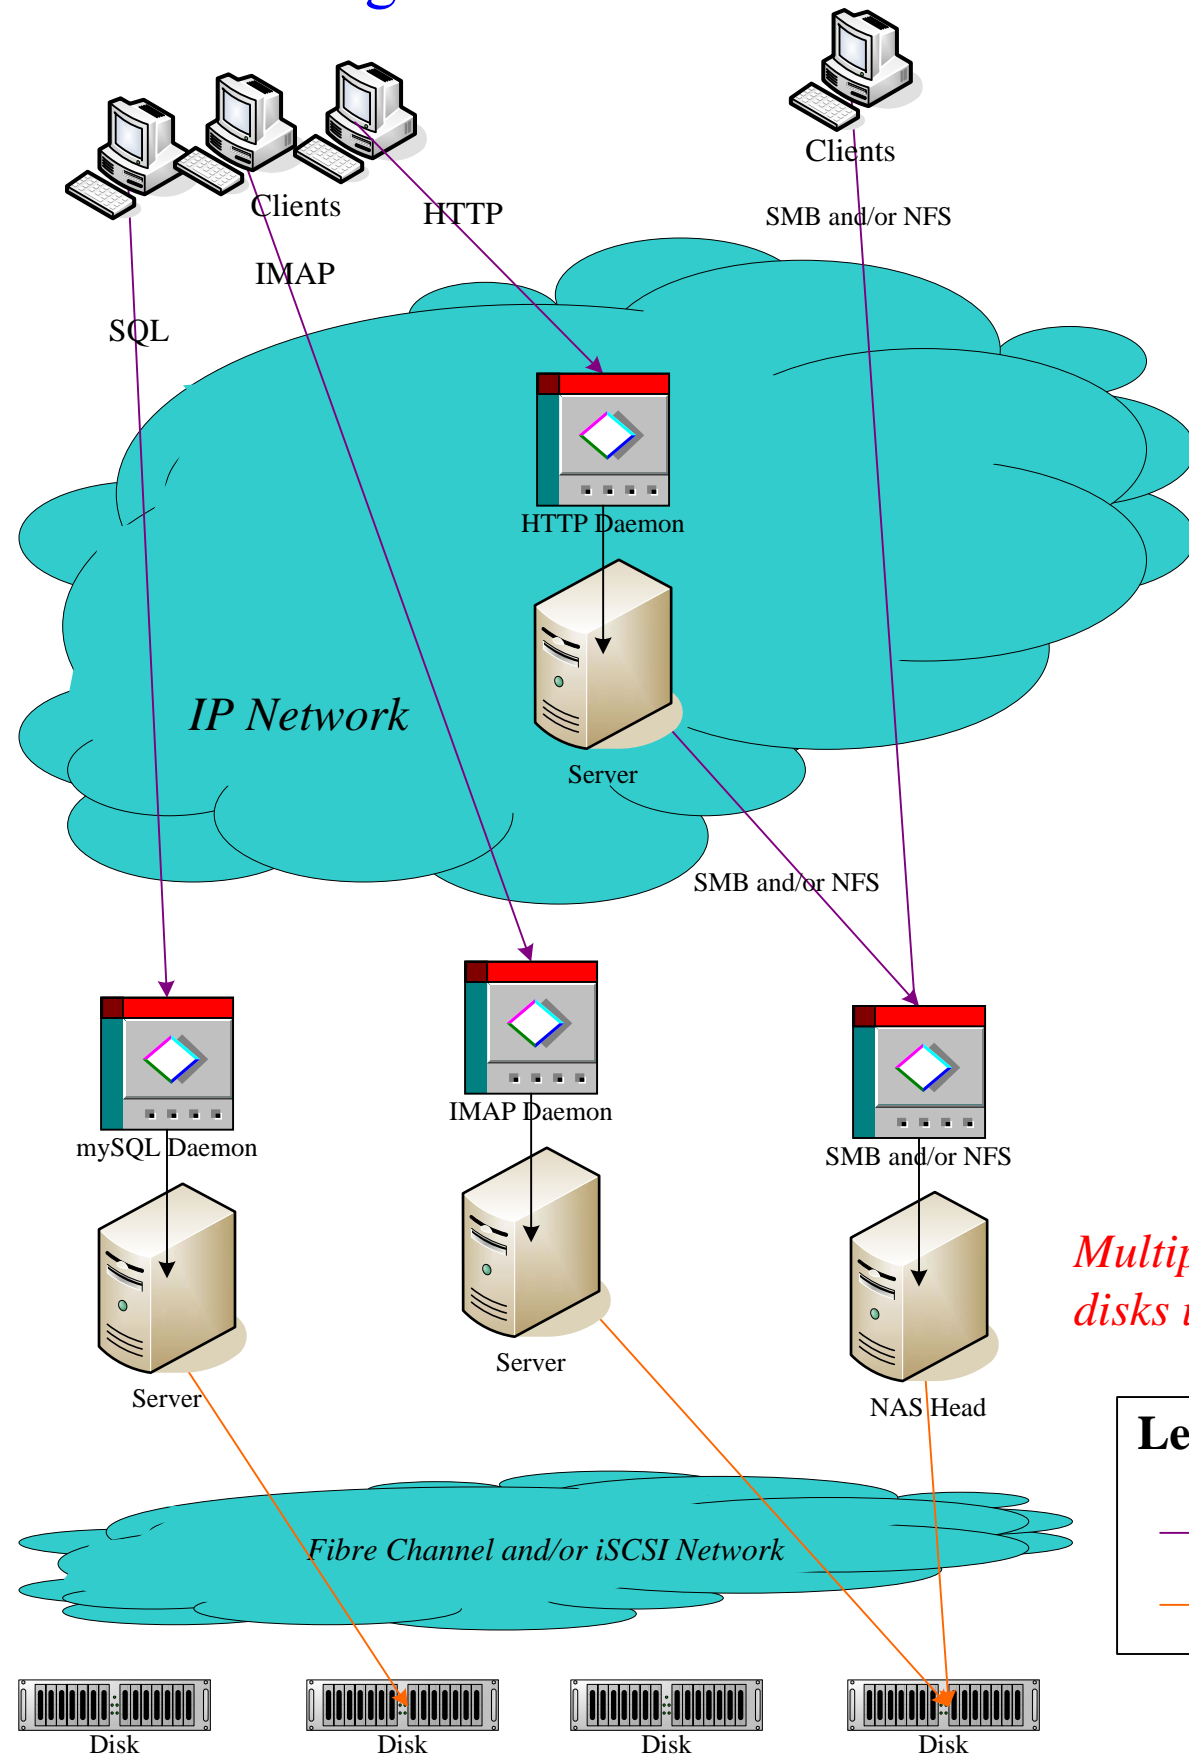 Clients
Clients
HTTP
SMB and/or NFS
IMAP
SQL
HTTP Daemon
IP Network
Server
SMB and/or NFS
IMAP Daemon
mySQL Daemon
SMB and/or NFS
disks
Server
Server
NAS Head
Fibre Channel and/or iSCSI Network
Disk
Disk
Disk
Disk